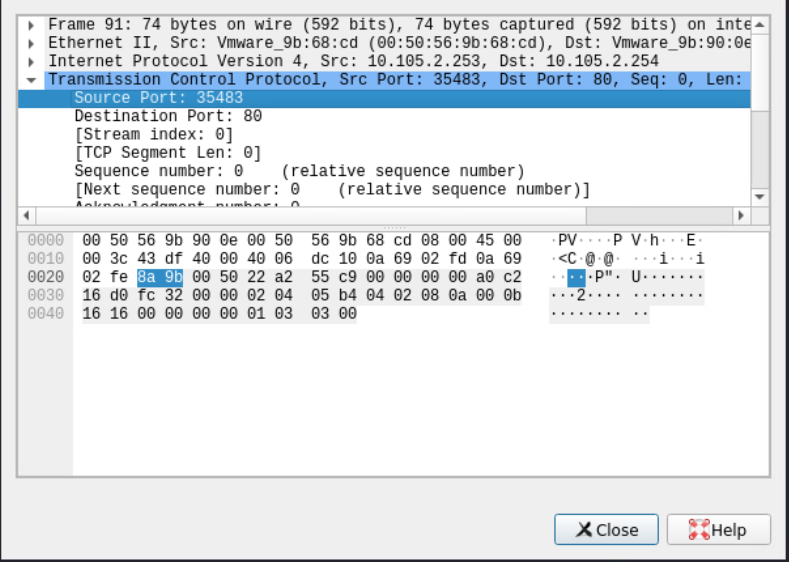 Frame 91: 74 bytes on wire (592 bits), 74 bytes captured (592 bits) on inte
Ethernet II, Src: Vmware_9b:68:cd (00:50:56:9b:68:cd), Dst: Vmware_9b:90:0e
Internet Protocol Version 4, Src: 10.105.2.253, Dst: 10.105.2.254
Transmission Control Protocol, Src Port: 35483, Dst Port: 80, Seq: 0, Len:
Source Port: 35483
Destination Port: 80
[Stream index: 0]
[TCP Segment Len: 0]
Sequence number: 0    (relative sequence number)
[Next sequence number: 0    (relative sequence number)]
Acknowledgment number: 0
0000  00 50 56 9b 90 0e 00 50  56 9b 68 cd 08 00 45 00  ·PV····P V·h···E·
0010  00 3c 43 df 40 00 40 06  dc 10 0a 69 02 fd 0a 69  ·<C·@·@· ···i···i
0020  02 fe 8a 9b 00 50 22 a2  55 c9 00 00 00 00 a0 c2  ·····P"· U·······
0030  16 d0 fc 32 00 00 02 04  05 b4 04 02 08 0a 00 0b  ···2···· ········
0040  16 16 00 00 00 00 01 03  03 00  ········ ··
Close
Help